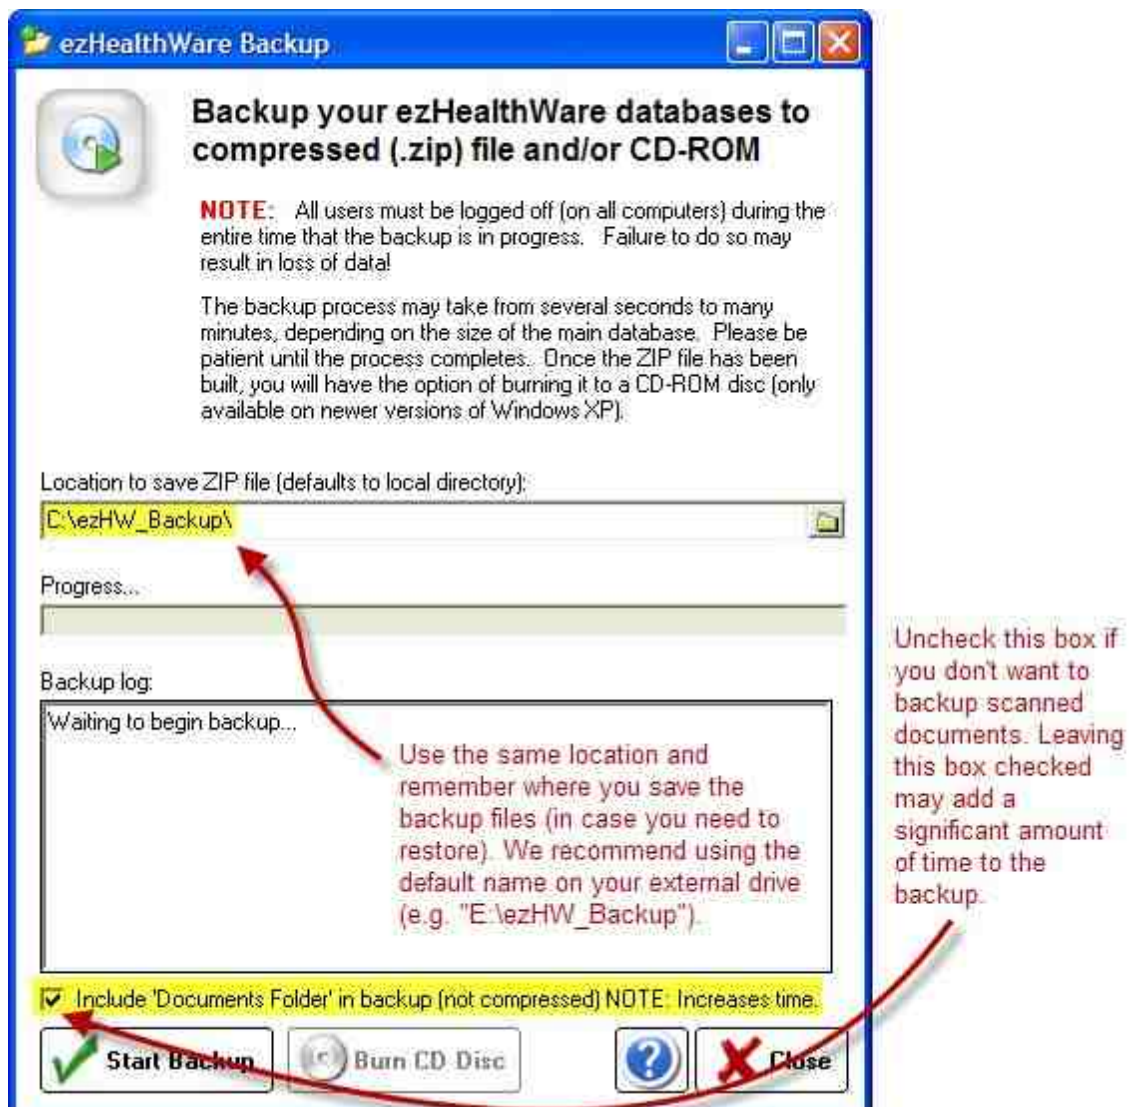 ezHealthWare Backup
Backup your ezHealthWare databases to
compressed (.zip) file and/or CD-ROM
NOTE: All users must be logged off (on all computers) during the
entire time that the backup is in progress. Failure to do so may
result in loss of data!
The backup process may take from several seconds to many
minutes, depending on the size of the main database. Please be
patient until the process completes. Once the ZIP file has been
built, you will have the option of burning it to a CD-ROM disc (only
available on newer versions of Windows XP).
Location to save ZIP file (defaults to local directory):
C:\ezHW_Backup\
Progress...
Backup log:
Waiting to begin backup...
Use the same location and
remember where you save the
backup files (in case you need to
restore). We recommend using the
default name on your external drive
(e.g. "E:\ezHW_Backup").
Uncheck this box if
you don't want to
backup scanned
documents. Leaving
this box checked
may add a
significant amount
of time to the
backup.
Include 'Documents Folder' in backup (not compressed) NOTE: Increases time.
Start Backup
Burn CD Disc
?
Close